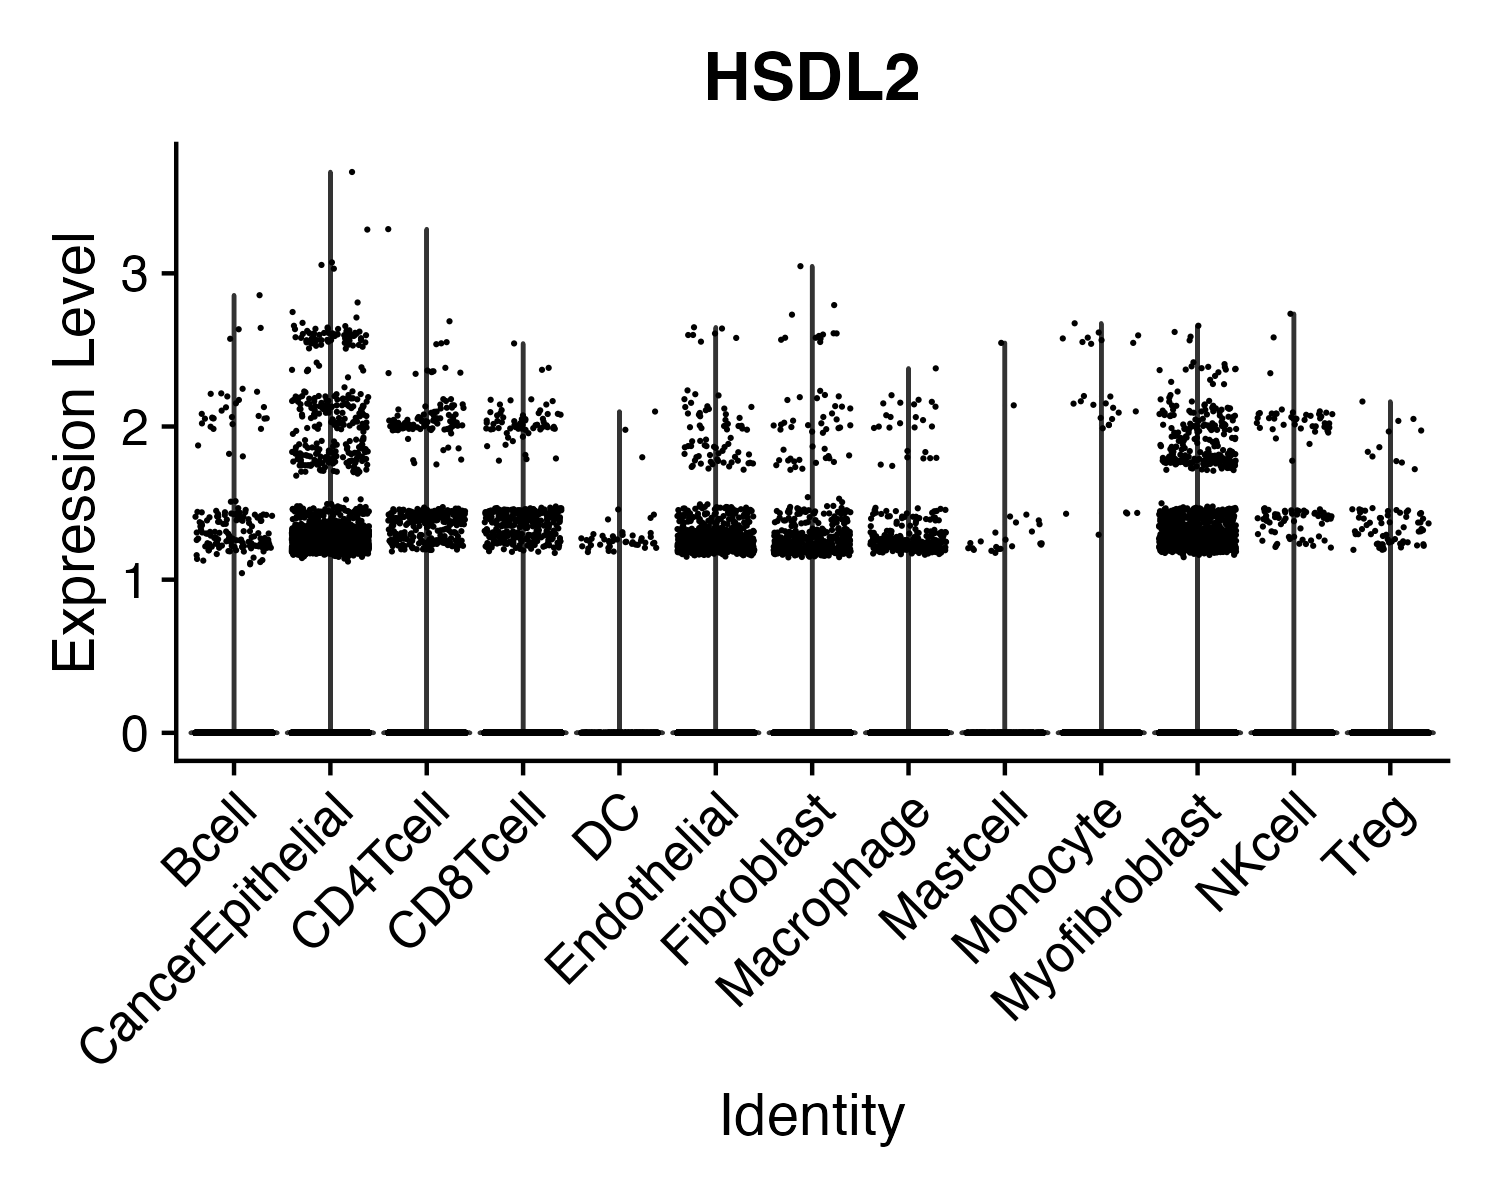 HSDL2
Expression Level
3
2
1
0
Bcell
CancerEpithelial
CD4Tcell
CD8Tcell
DC
Endothelial
Fibroblast
Macrophage
Mastcell
Monocyte
Myofibroblast
NKcell
Treg
Identity